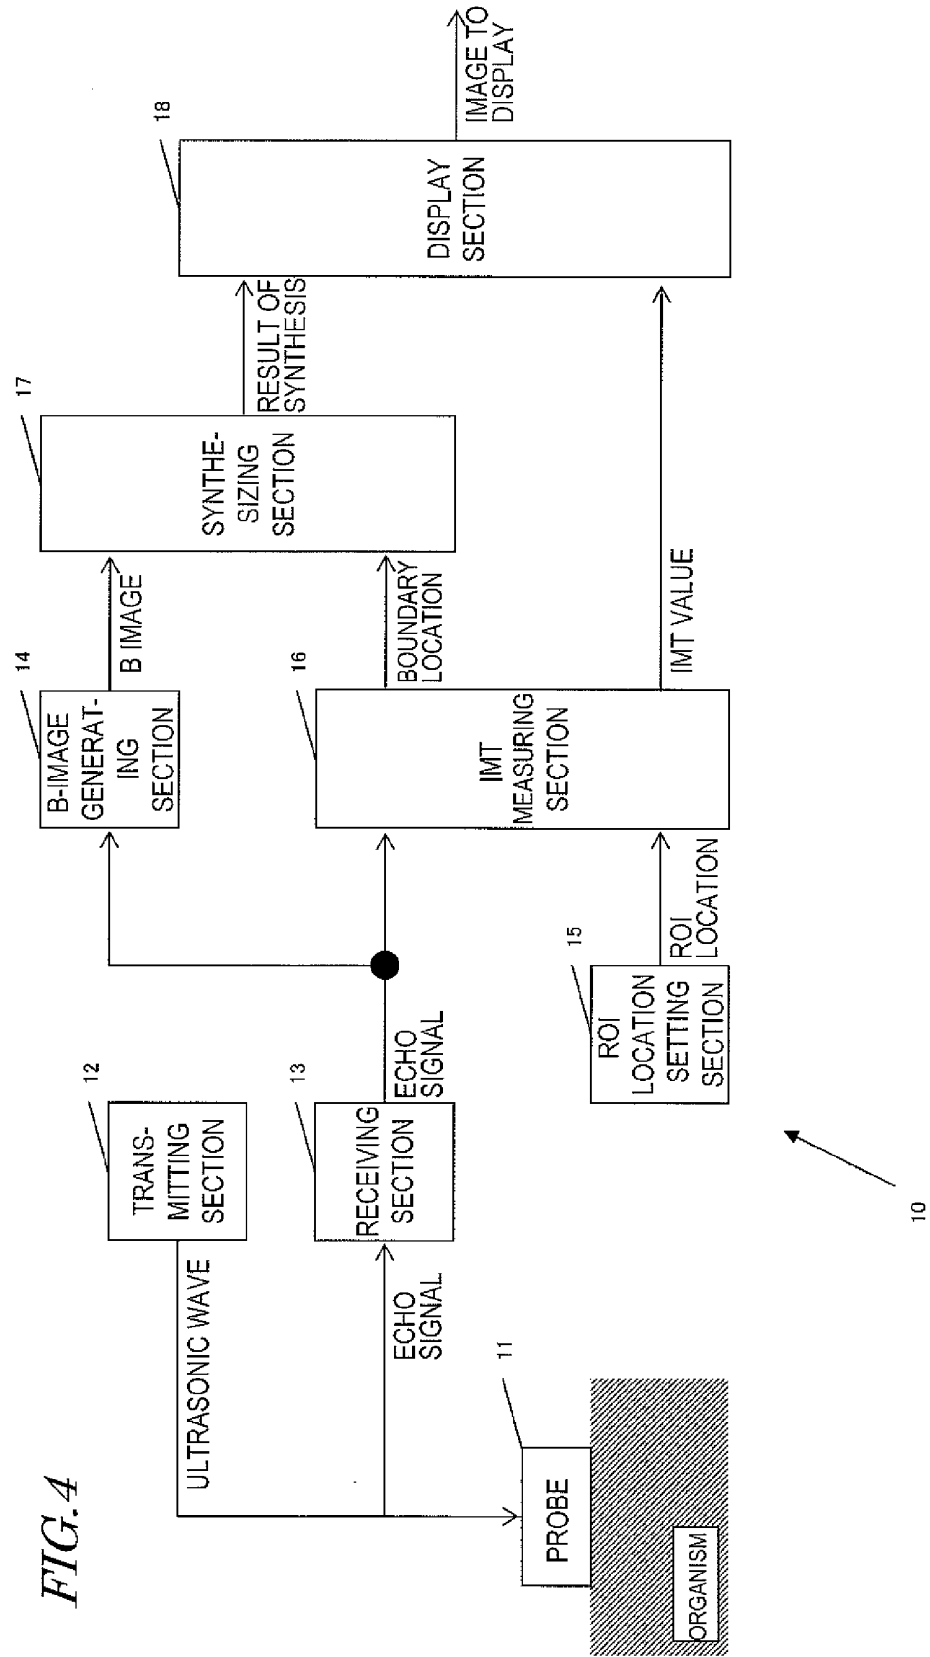 FIG.4
ULTRASONIC WAVE
12
TRANS-
MITTING
SECTION
13
RECEIVING
SECTION
ECHO
SIGNAL
ECHO
SIGNAL
11
PROBE
ORGANISM
14
B-IMAGE
GENERAT-
ING
SECTION
B IMAGE
15
ROI
LOCATION
SETTING
SECTION
ROI
LOCATION
16
IMT
MEASURING
SECTION
BOUNDARY
LOCATION
IMT VALUE
17
SYNTHE-
SIZING
SECTION
RESULT OF
SYNTHESIS
18
DISPLAY
SECTION
IMAGE TO
DISPLAY
10